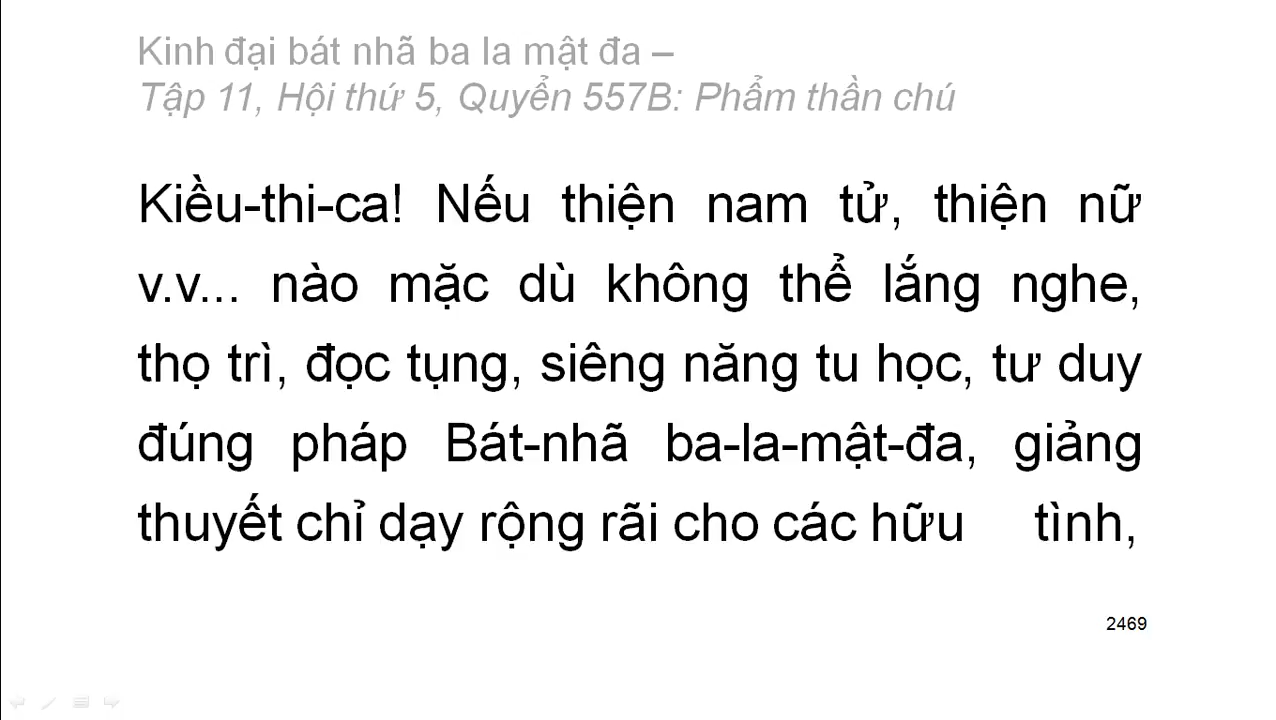 Kinh đại bát nhã ba la mật đa –
Tập 11, Hội thứ 5, Quyển 557B: Phẩm thần chú
Kiều-thi-ca! Nếu thiện nam tử, thiện nữ
v.v... nào mặc dù không thể lắng nghe,
thọ trì, đọc tụng, siêng năng tu học, tư duy
đúng pháp Bát-nhã ba-la-mật-đa, giảng
thuyết chỉ dạy rộng rãi cho các hữu tình,
2469